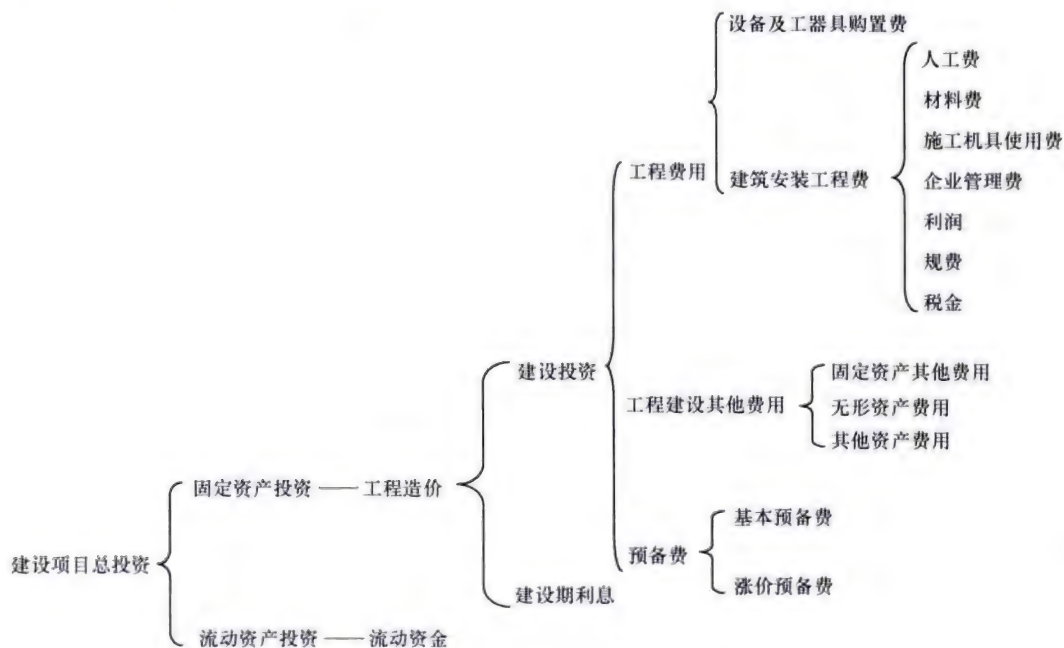 设备及工器具购置费
人工费
材料费
施工机具使用费
工程费用
建筑安装工程费
企业管理费
利润
规费
税金
建设投资
固定资产其他费用
工程建设其他费用
无形资产费用
其他资产费用
固定资产投资 —— 工程造价
基本预备费
建设项目总投资
预备费
建设期利息
涨价预备费
流动资产投资 —— 流动资金